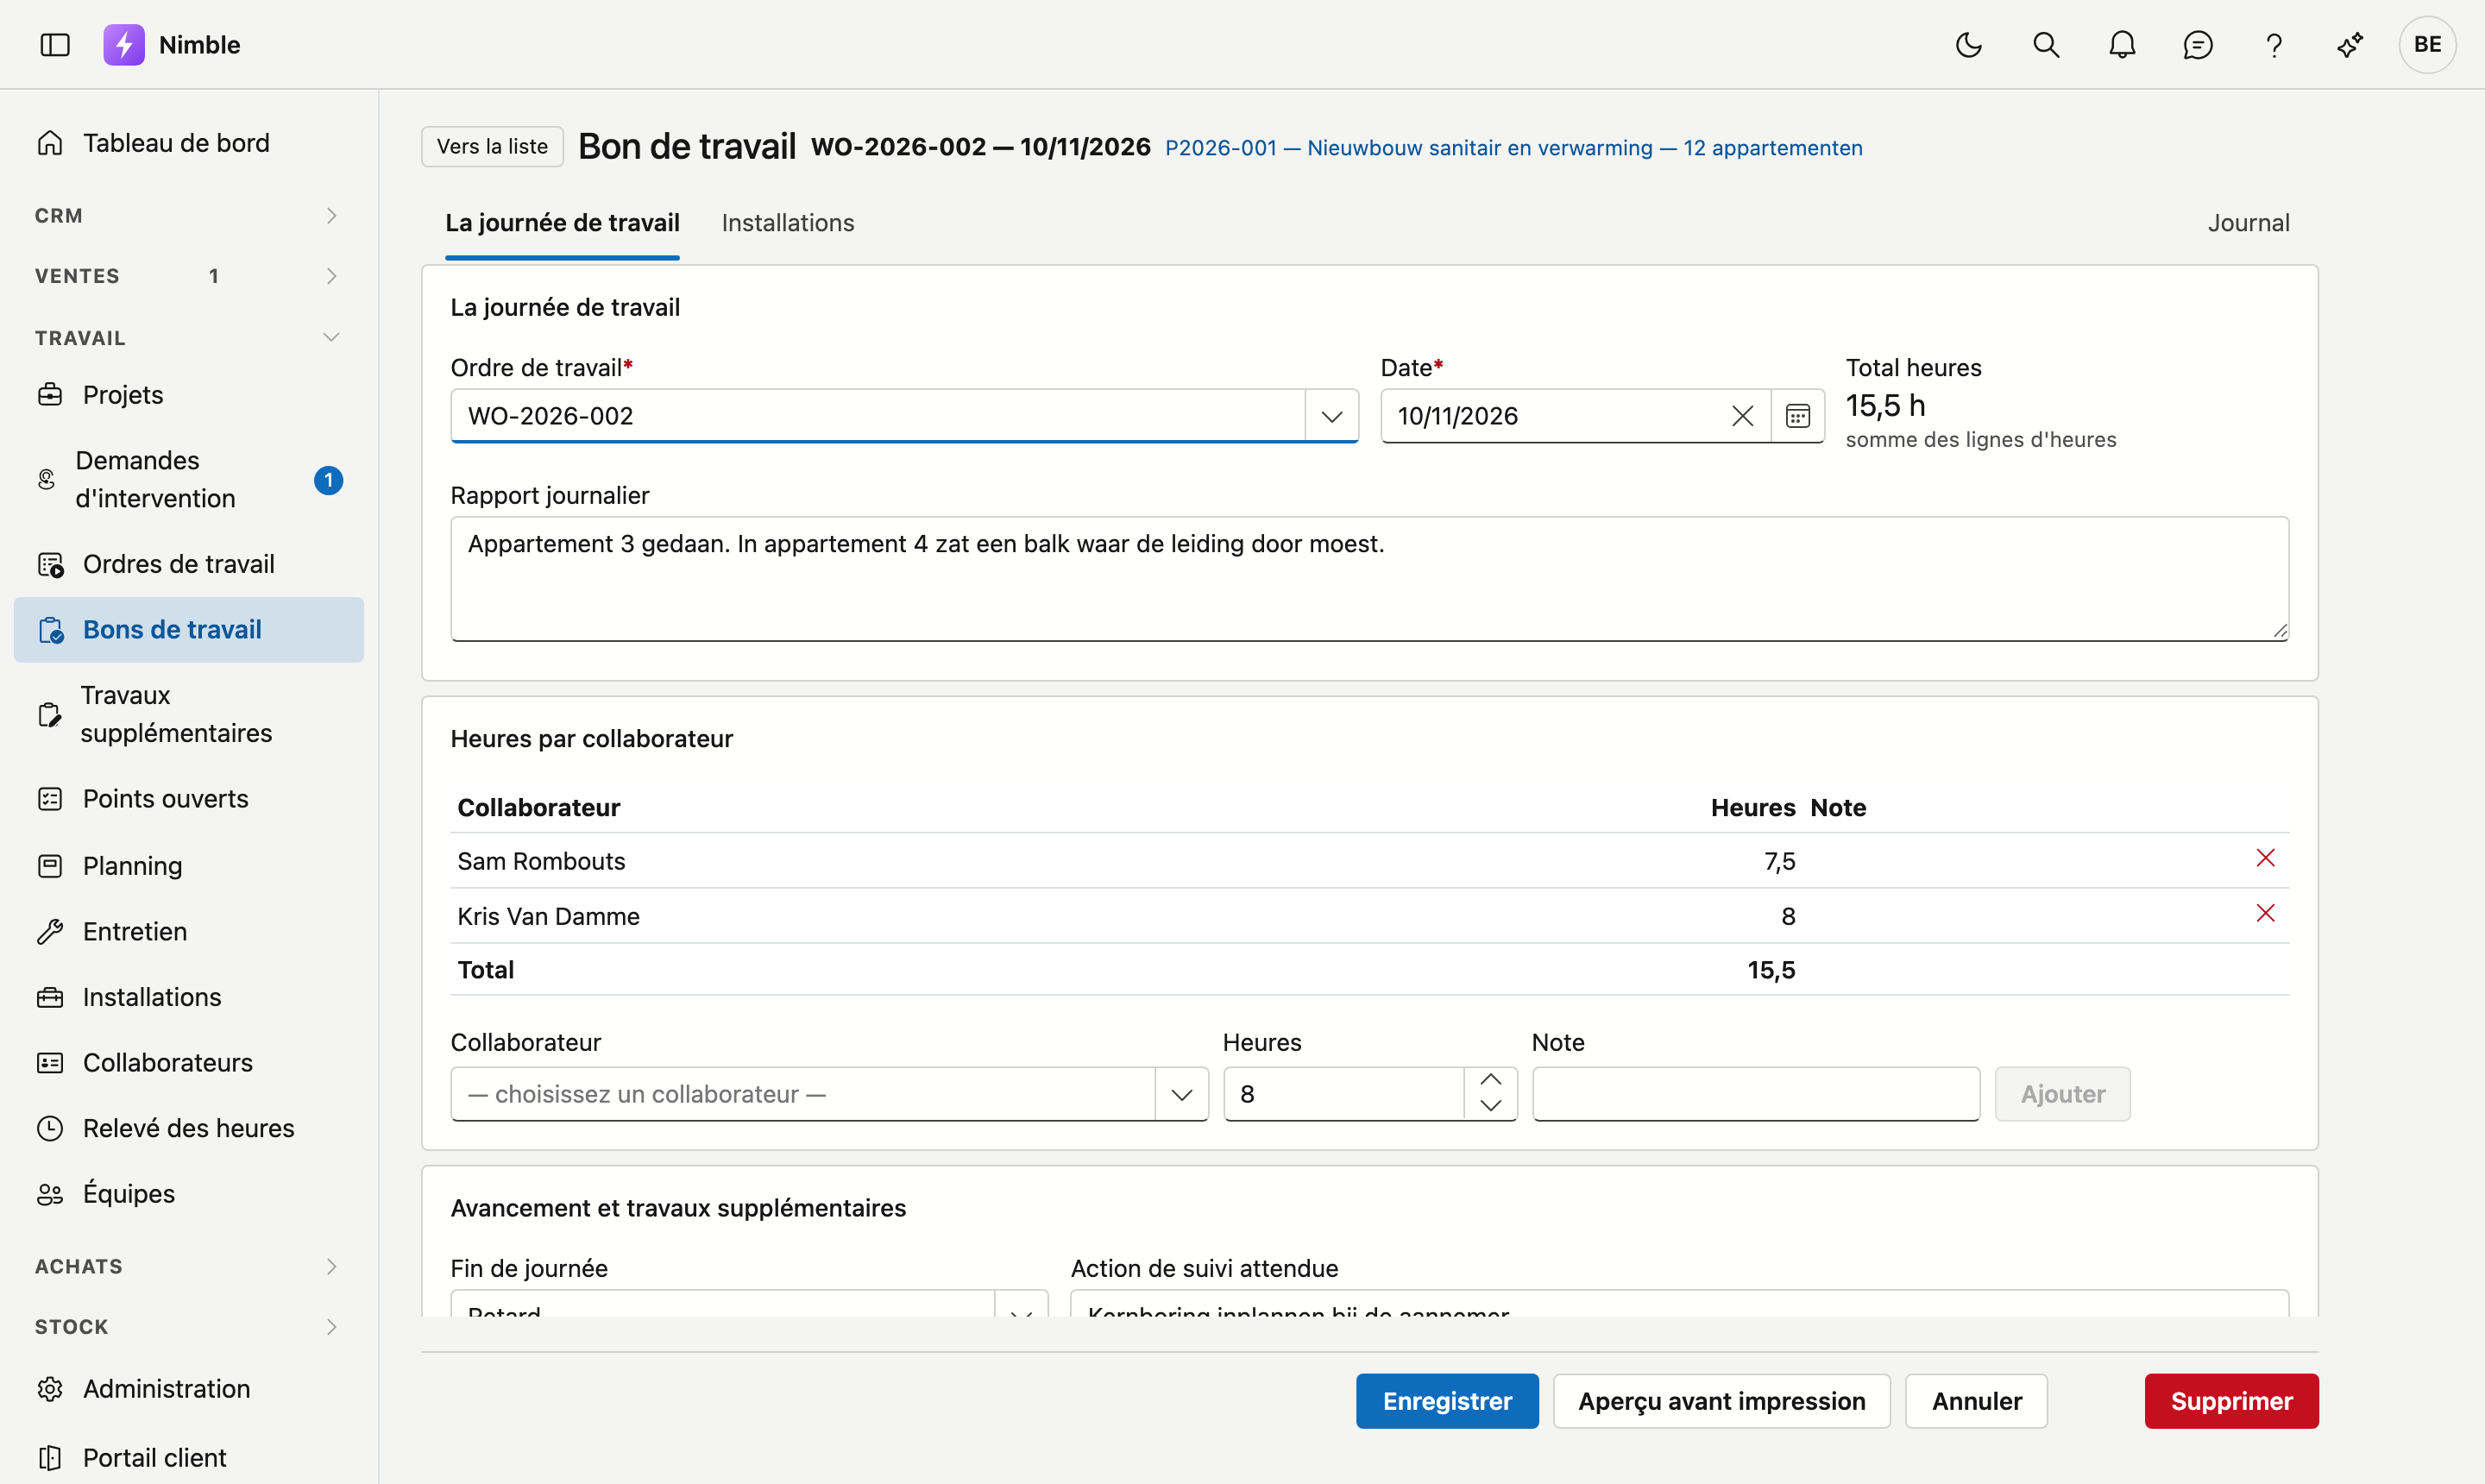 Nimble
BE
Tableau de bord
CRM
VENTES 1
TRAVAIL
Projets
Demandes
d'intervention
1
Ordres de travail
Bons de travail
Travaux
supplémentaires
Points ouverts
Planning
Entretien
Installations
Collaborateurs
Relevé des heures
Équipes
ACHATS
STOCK
Administration
Portail client
Vers la liste
Bon de travail WO-2026-002 — 10/11/2026 P2026-001 — Nieuwbouw sanitair en verwarming — 12 appartementen
La journée de travail Installations Journal
La journée de travail
Ordre de travail* Date* Total heures
WO-2026-002 10/11/2026 15,5 h
somme des lignes d'heures
Rapport journalier
Appartement 3 gedaan. In appartement 4 zat een balk waar de leiding door moest.
Heures par collaborateur
Collaborateur Heures Note
Sam Rombouts 7,5
Kris Van Damme 8
Total 15,5
Collaborateur Heures Note
— choisissez un collaborateur — 8 Ajouter
Avancement et travaux supplémentaires
Fin de journée Action de suivi attendue
Retard Kernboring inplannen bij de aannemer
Enregistrer Aperçu avant impression Annuler Supprimer